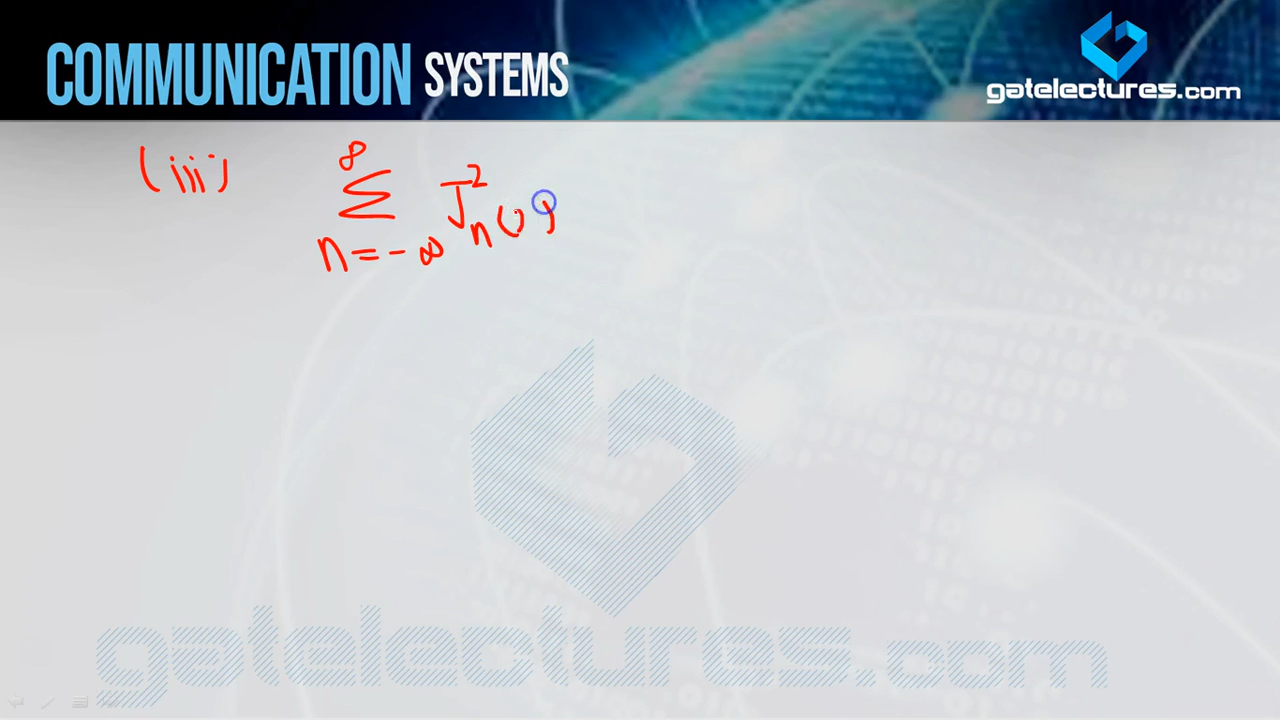 COMMUNICATION SYSTEMS
gatelectures.com
(iii) ∞ Σ n=-∞ J²n( )
gatelectures.com